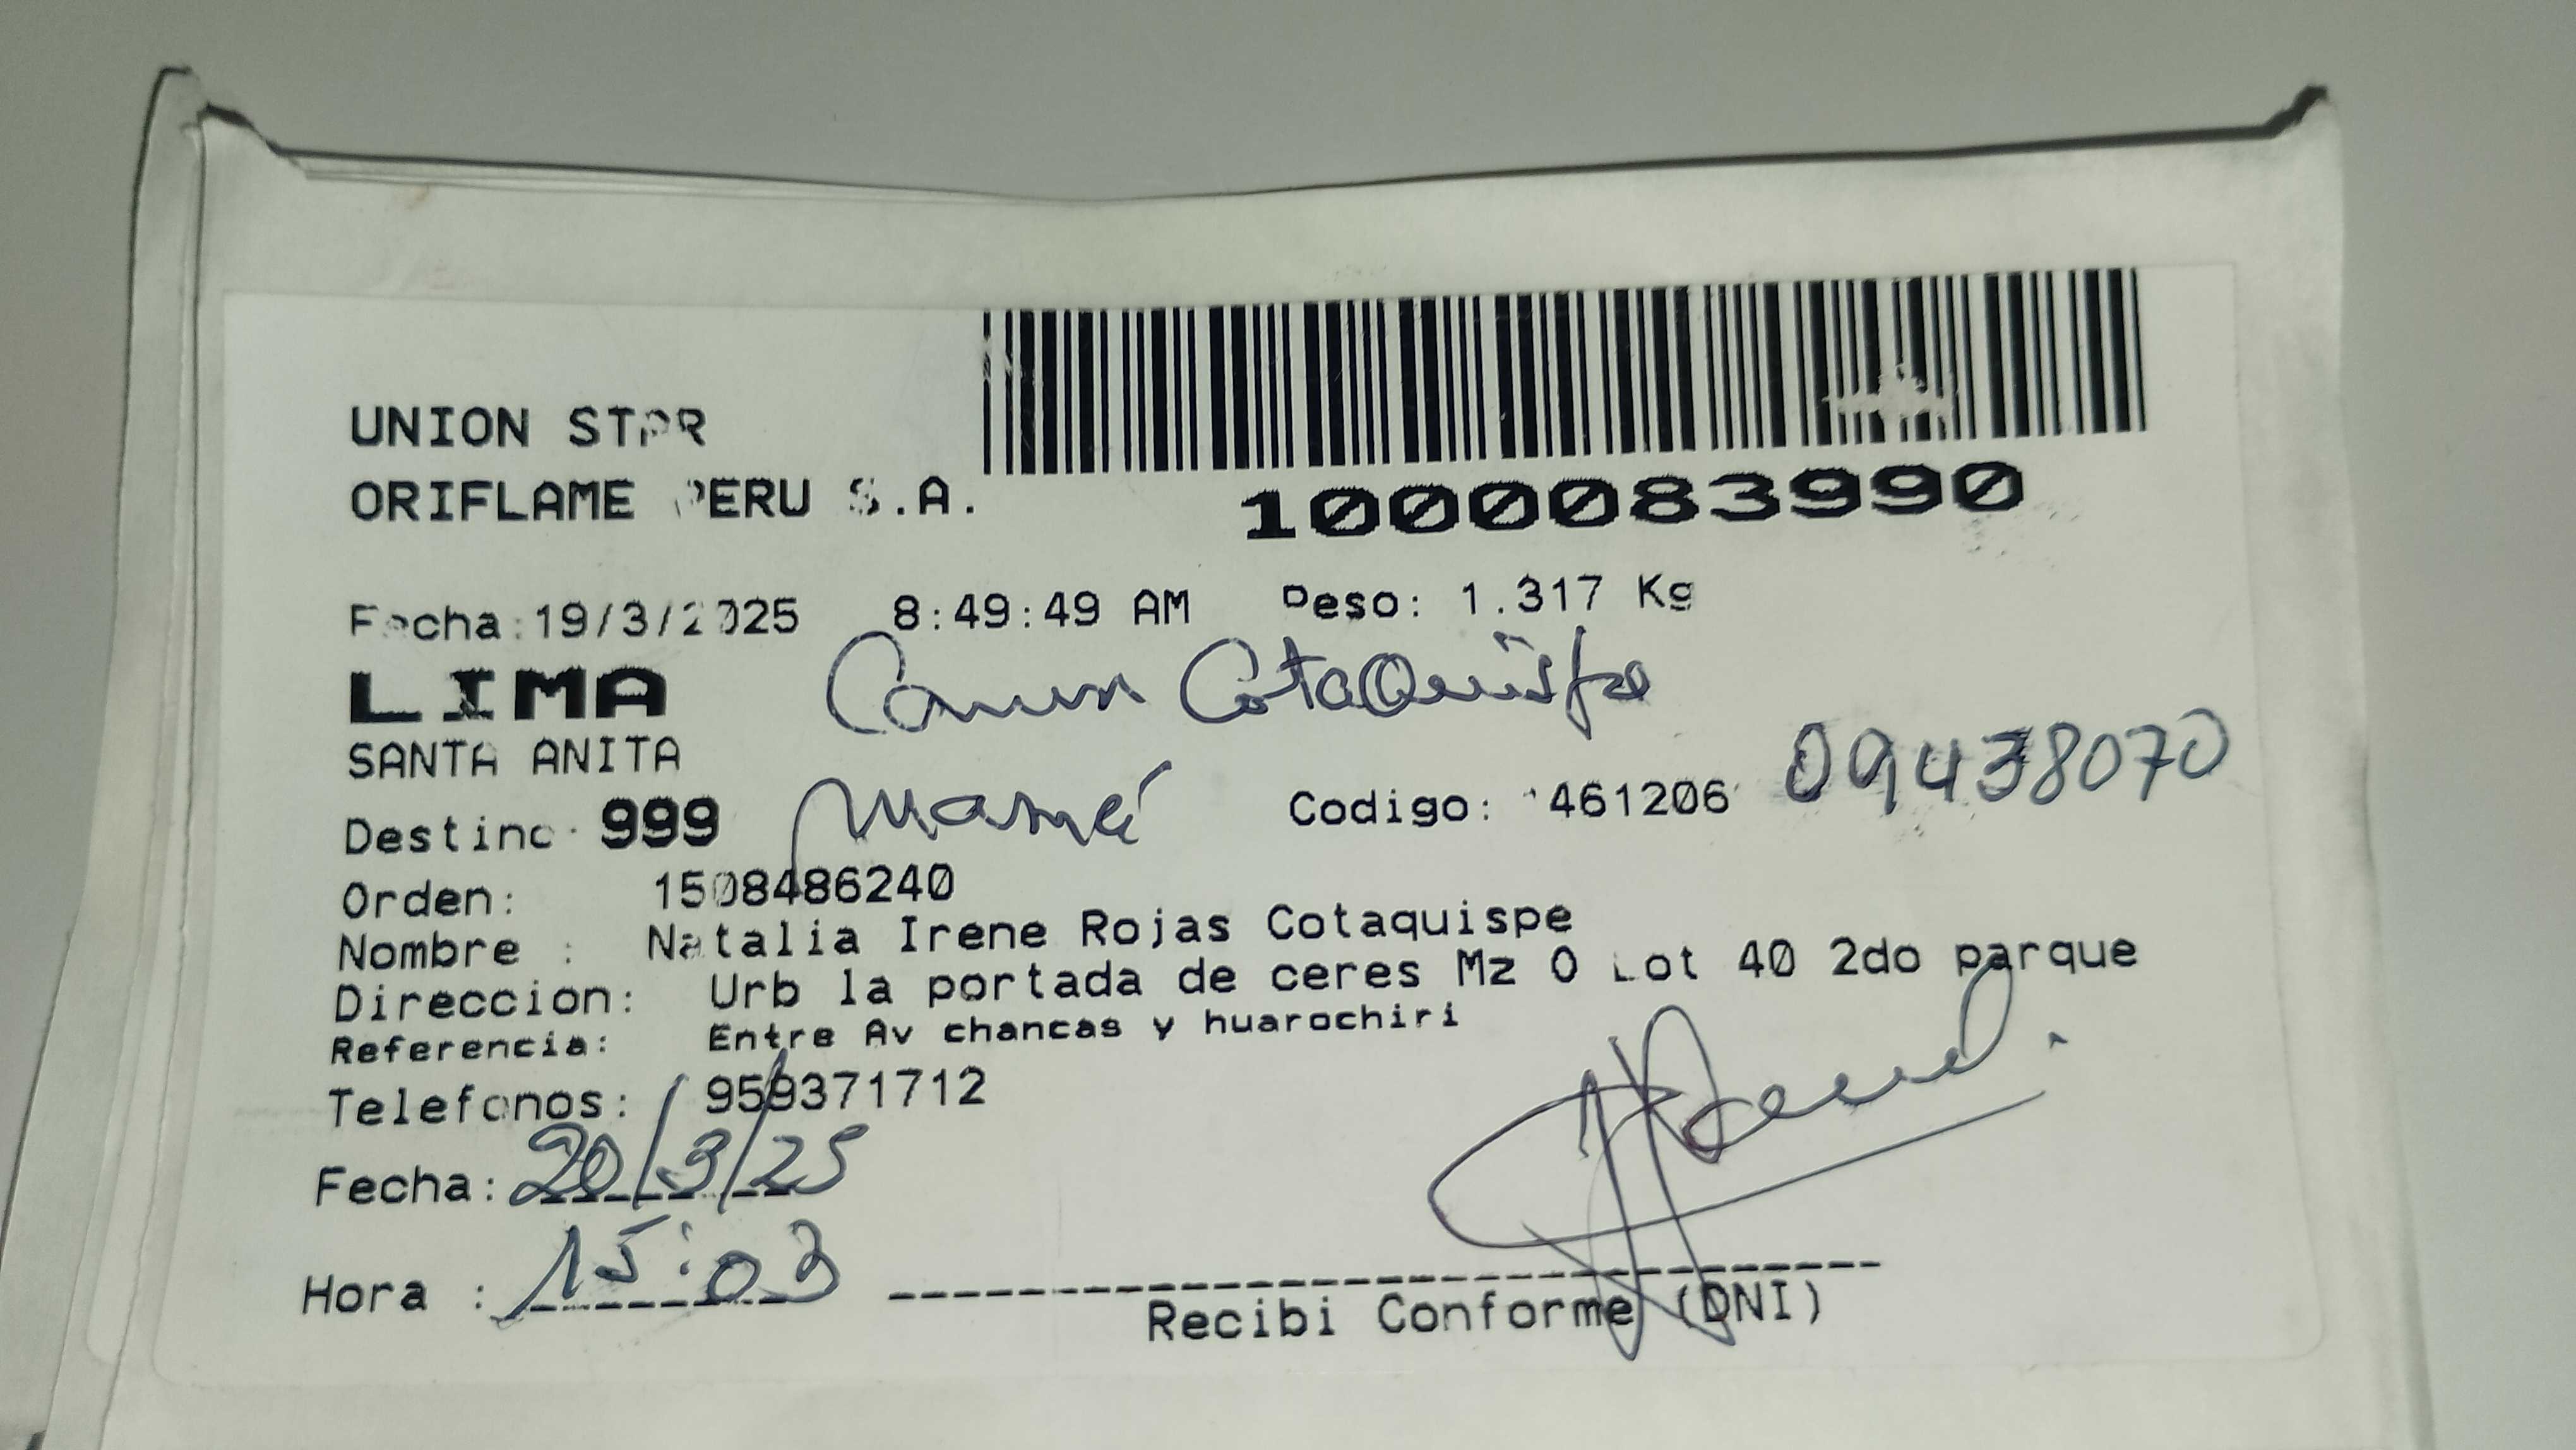 UNION STAR
ORIFLAME PERU S.A.
1000083990
Fecha:19/3/2025 8:49:49 AM Peso: 1.317 Kg
LIMA
Cotaquispe
SANTA ANITA
09438070
Destino: 999 Mamá Codigo: 461206
Orden: 1508486240
Nombre : Natalia Irene Rojas Cotaquispe
Direccion: Urb la portada de ceres Mz O Lot 40 2do parque
Referencia: Entre Av chancas y huarochiri
Telefonos: 959371712
Fecha: 20/3/25
Hora : 15:03
Recibi Conforme (DNI)